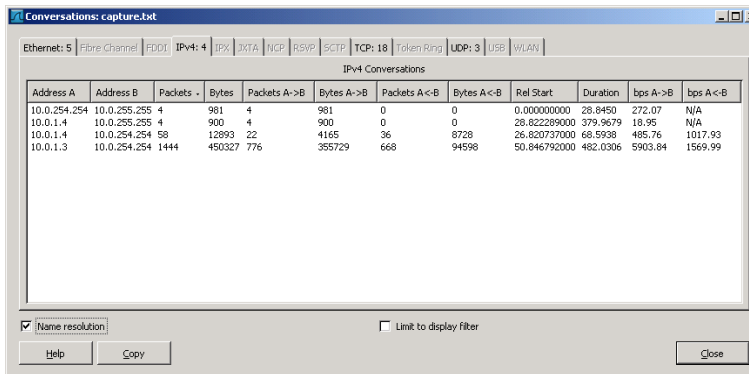 Conversations: capture.txt
Ethernet: 5 Fibre Channel FDDI IPv4: 4 IPX JXTA NCP RSVP SCTP TCP: 18 Token Ring UDP: 3 USB WLAN
IPv4 Conversations
Address A Address B Packets Bytes Packets A->B Bytes A->B Packets A<-B Bytes A<-B Rel Start Duration bps A->B bps A<-B
10.0.254.254 10.0.255.255 4 981 4 981 0 0 0.000000000 28.8450 272.07 N/A
10.0.1.4 10.0.255.255 4 900 4 900 0 0 28.822289000 379.9679 18.95 N/A
10.0.1.4 10.0.254.254 58 12893 22 4165 36 8728 26.820737000 68.5938 485.76 1017.93
10.0.1.3 10.0.254.254 1444 450327 776 355729 668 94598 50.846792000 482.0306 5903.84 1569.99
Name resolution Limit to display filter
Help Copy Close